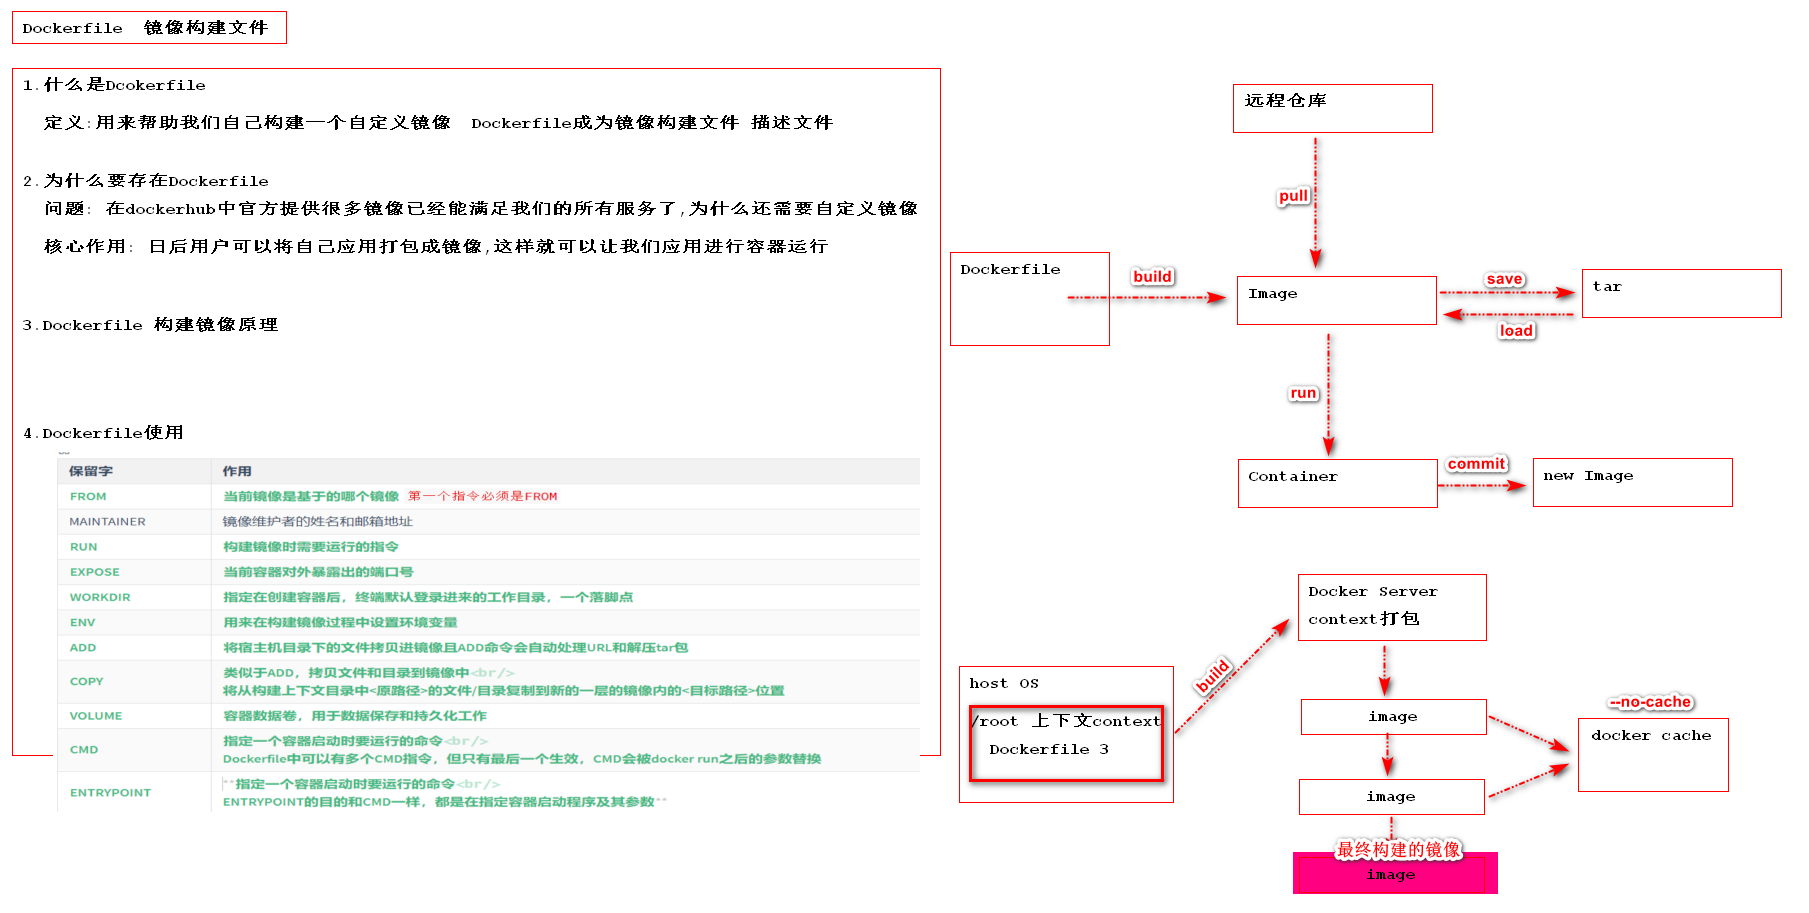 Dockerfile  镜像构建文件
1.什么是Dcokerfile
定义:用来帮助我们自己构建一个自定义镜像  Dockerfile成为镜像构建文件 描述文件
2.为什么要存在Dockerfile
问题: 在dockerhub中官方提供很多镜像已经能满足我们的所有服务了,为什么还需要自定义镜像
核心作用: 日后用户可以将自己应用打包成镜像,这样就可以让我们应用进行容器运行
3.Dockerfile 构建镜像原理
4.Dockerfile使用
保留字 作用
FROM 当前镜像是基于的哪个镜像 第一个指令必须是FROM
MAINTAINER 镜像维护者的姓名和邮箱地址
RUN 构建镜像时需要运行的指令
EXPOSE 当前容器对外暴露出的端口号
WORKDIR 指定在创建容器后，终端默认登录进来的工作目录，一个落脚点
ENV 用来在构建镜像过程中设置环境变量
ADD 将宿主机目录下的文件拷贝进镜像且ADD命令会自动处理URL和解压tar包
COPY 类似于ADD，拷贝文件和目录到镜像中<br/>
将从构建上下文目录中<原路径>的文件/目录复制到新的一层的镜像内的<目标路径>位置
VOLUME 容器数据卷，用于数据保存和持久化工作
CMD 指定一个容器启动时要运行的命令<br/>
Dockerfile中可以有多个CMD指令，但只有最后一个生效，CMD会被docker run之后的参数替换
ENTRYPOINT **指定一个容器启动时要运行的命令<br/>
ENTRYPOINT的目的和CMD一样，都是在指定容器启动程序及其参数**
远程仓库
pull
Dockerfile
build
Image
save
load
tar
run
Container
commit
new Image
host OS
/root 上下文context
Dockerfile 3
build
Docker Server
context打包
image
--no-cache
docker cache
image
最终构建的镜像
image